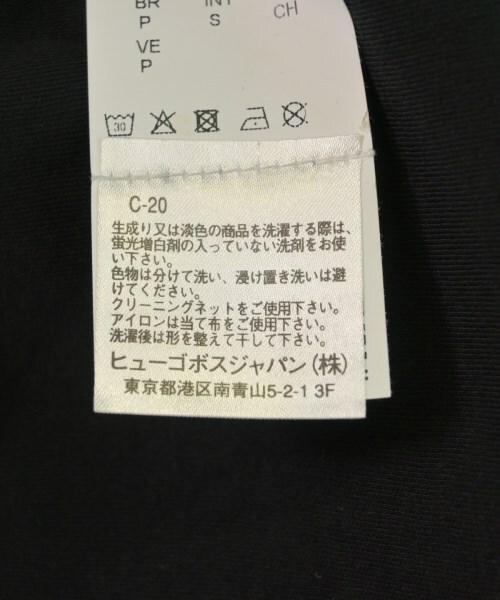 BR INT
P S CH
VE
P
30
C-20
生成り又は淡色の商品を洗濯する際は、
蛍光増白剤の入っていない洗剤をお使
い下さい。
色物は分けて洗い、浸け置き洗いは避
けてください。
クリーニングネットをご使用下さい。
アイロンは当て布をご使用下さい。
洗濯後は形を整えて干して下さい。
ヒューゴボスジャパン(株)
東京都港区南青山5-2-1 3F